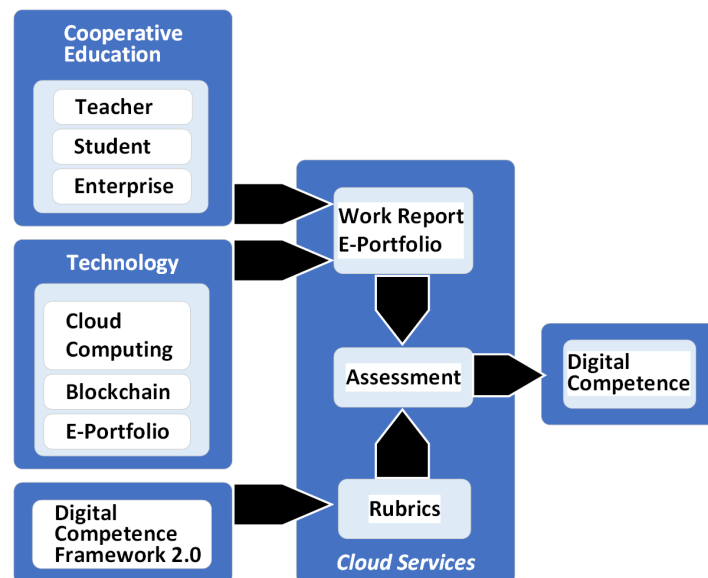 Cooperative
Education
Teacher
Student
Enterprise
Technology
Cloud
Computing
Blockchain
E-Portfolio
Digital
Competence
Framework 2.0
Work Report
E-Portfolio
Assessment
Rubrics
Cloud Services
Digital
Competence